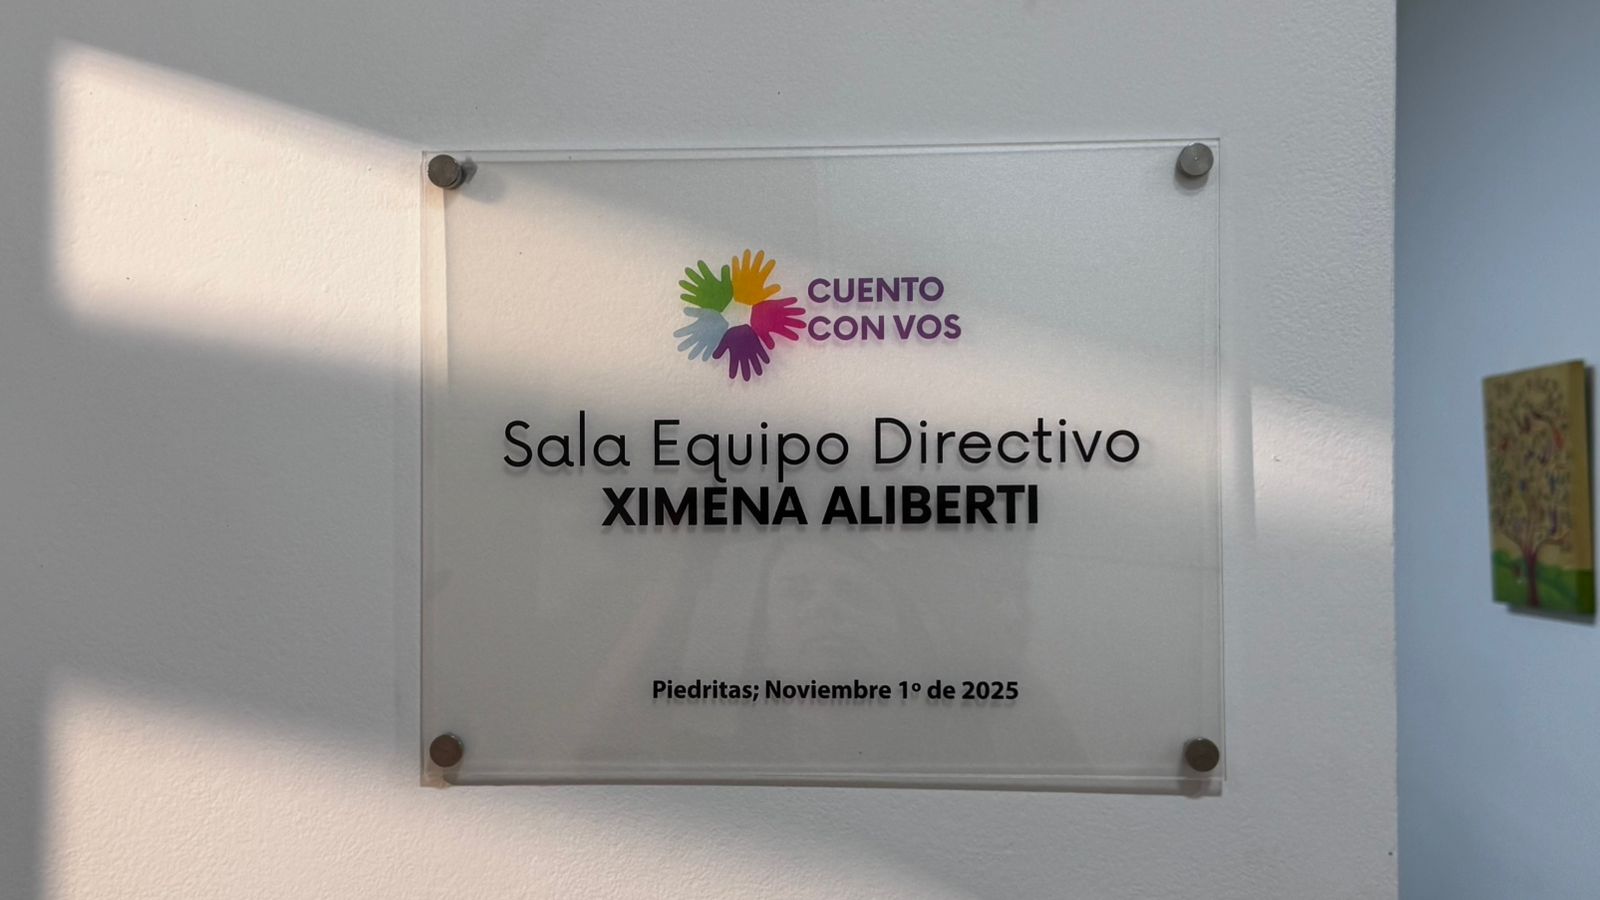 CUENTO
CON VOS
Sala Equipo Directivo
XIMENA ALIBERTI
Piedritas; Noviembre 1º de 2025